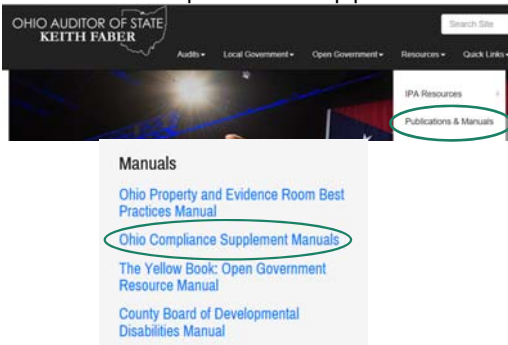 OHIO AUDITOR OF STATE
KEITH FABER
Search Site
Audits
Local Government
Open Government
Resources
Quick Links
IPA Resources
Publications & Manuals
Manuals
Ohio Property and Evidence Room Best
Practices Manual
Ohio Compliance Supplement Manuals
The Yellow Book: Open Government
Resource Manual
County Board of Developmental
Disabilities Manual